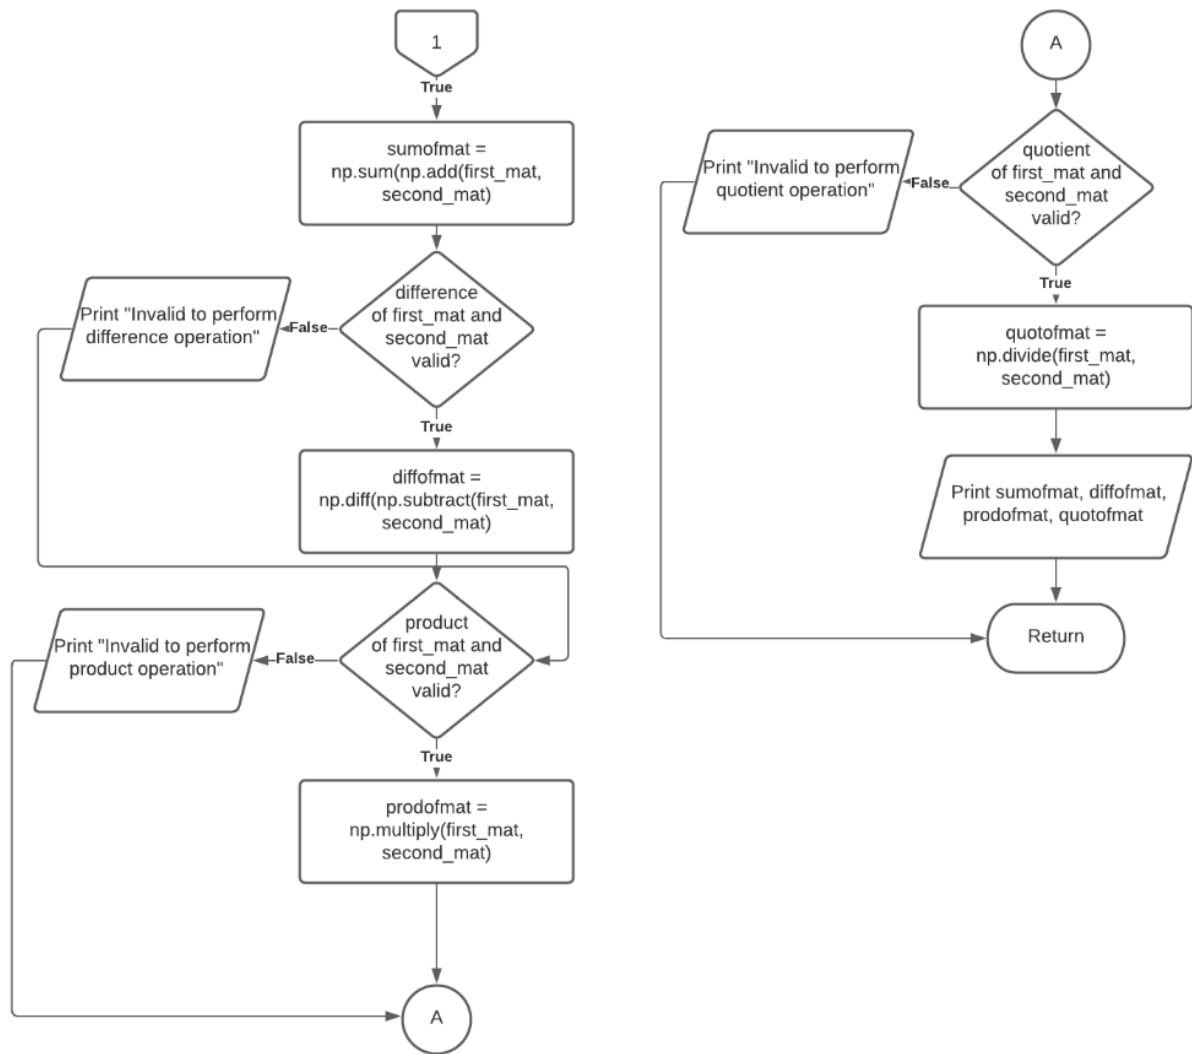 1
True
sumofmat =
np.sum(np.add(first_mat,
second_mat)
difference
of first_mat and
second_mat
valid?
False
Print "Invalid to perform
difference operation"
True
diffofmat =
np.diff(np.subtract(first_mat,
second_mat)
product
of first_mat and
second_mat
valid?
False
Print "Invalid to perform
product operation"
True
prodofmat =
np.multiply(first_mat,
second_mat)
A
A
quotient
of first_mat and
second_mat
valid?
False
Print "Invalid to perform
quotient operation"
True
quotofmat =
np.divide(first_mat,
second_mat)
Print sumofmat, diffofmat,
prodofmat, quotofmat
Return